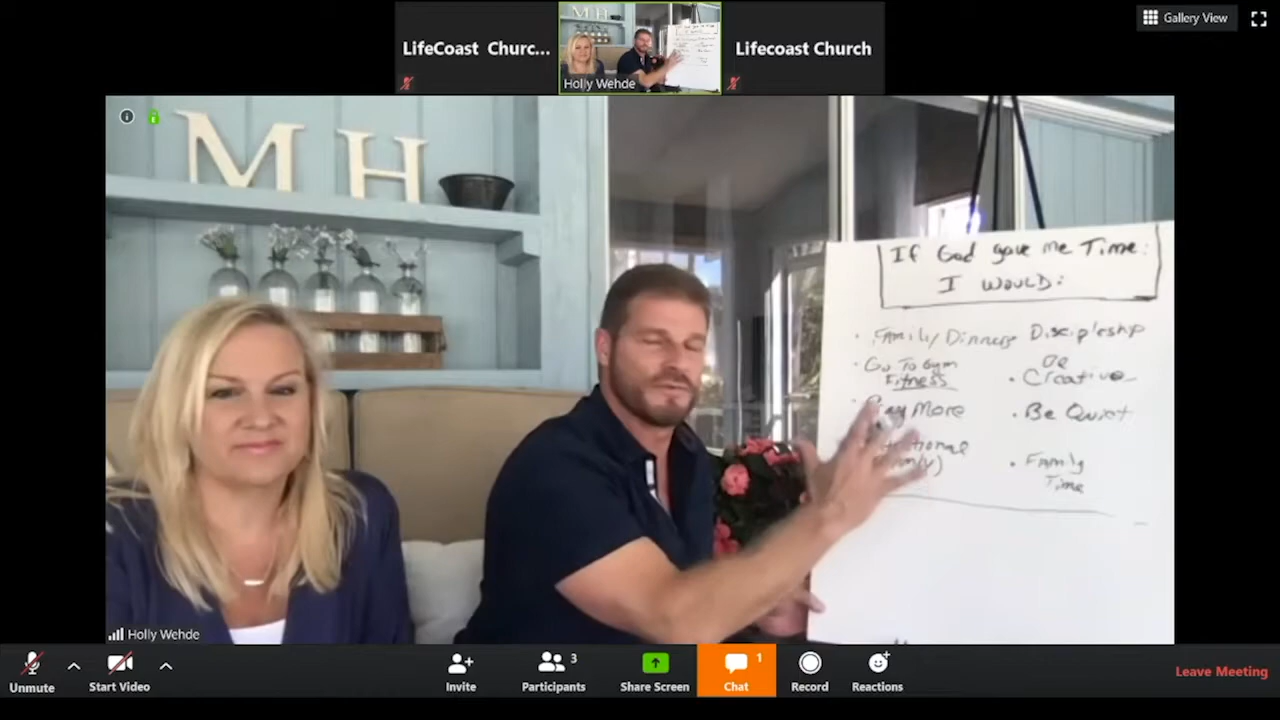 Gallery View
LifeCoast Churc...
Holly Wehde
Lifecoast Church
M H
If God gave me Time:
I WOULD:
• Family/Dinners Discipleship
• Go To Gym
Fitness
More
Be
• Creative
• Be Quiet
• Family
Time
Holly Wehde
Unmute
Start Video
Invite
Participants
3
Share Screen
Chat
1
Record
Reactions
Leave Meeting